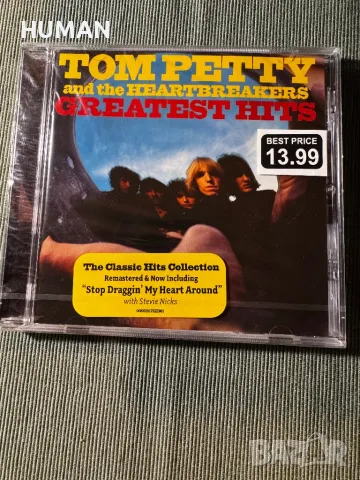 HUMAN
TOM PETTY
and the HEARTBREAKERS
GREATEST HITS
BEST PRICE
13.99
The Classic Hits Collection
Remastered & Now Including
"Stop Draggin' My Heart Around"
with Stevie Nicks
BAZAR